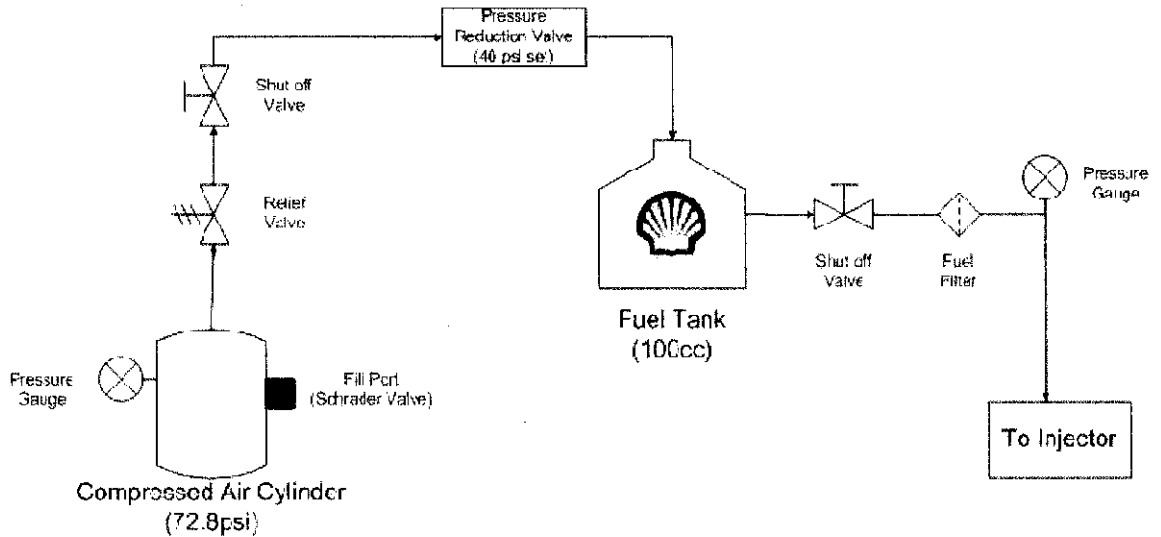 Pressure
Reduction Valve
(40 psi set)
Shut off
Valve
Relief
Valve
Pressure
Gauge
Fill Port
(Schrader Valve)
Compressed Air Cylinder
(72.8psi)
Fuel Tank
(100cc)
Shut off
Valve
Fuel
Filter
Pressure
Gauge
To Injector